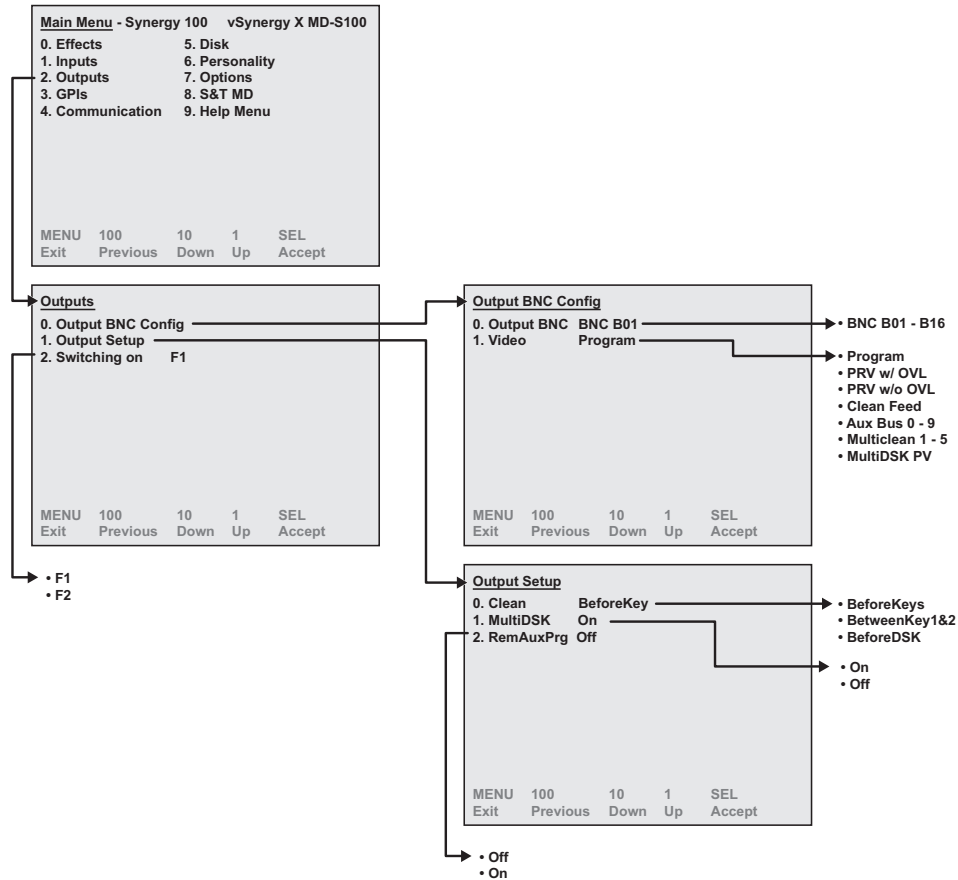 Main Menu - Synergy 100 vSynergy X MD-S100
0. Effects 5. Disk
1. Inputs 6. Personality
2. Outputs 7. Options
3. GPIs 8. S&T MD
4. Communication 9. Help Menu
MENU 100 10 1 SEL
Exit Previous Down Up Accept
Outputs
0. Output BNC Config
1. Output Setup
2. Switching on F1
MENU 100 10 1 SEL
Exit Previous Down Up Accept
• F1
• F2
Output BNC Config
0. Output BNC BNC B01
1. Video Program
MENU 100 10 1 SEL
Exit Previous Down Up Accept
• BNC B01 - B16
• Program
• PRV w/ OVL
• PRV w/o OVL
• Clean Feed
• Aux Bus 0 - 9
• Multiclean 1 - 5
• MultiDSK PV
Output Setup
0. Clean BeforeKey
1. MultiDSK On
2. RemAuxPrg Off
MENU 100 10 1 SEL
Exit Previous Down Up Accept
• BeforeKeys
• BetweenKey1&2
• BeforeDSK
• On
• Off
• Off
• On